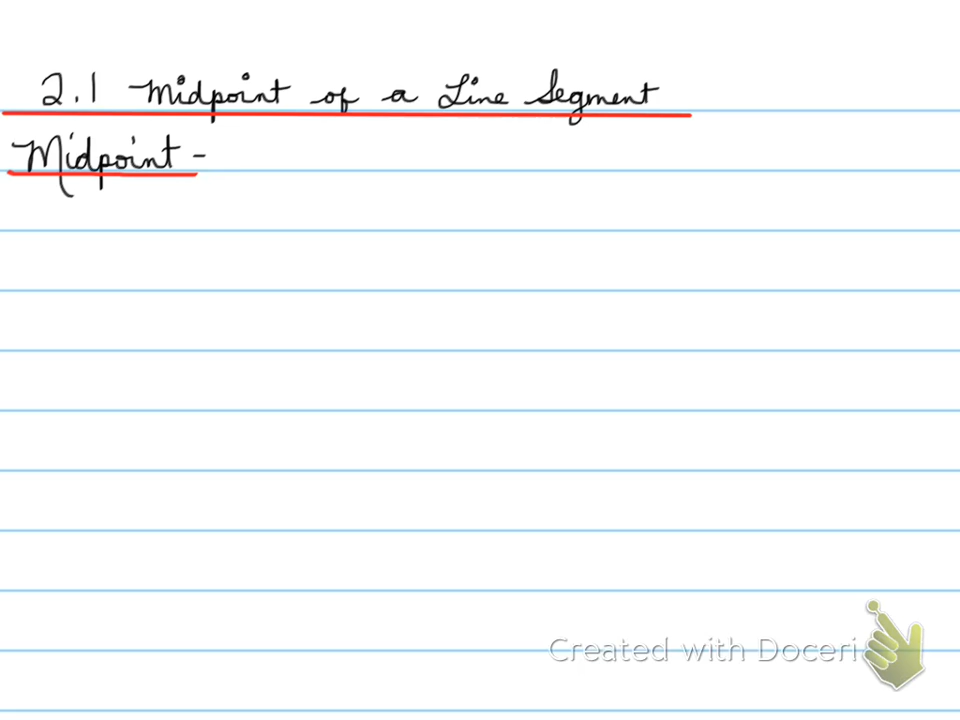 2.1 Midpoint of a Line Segment
Midpoint -
Created with Doceri